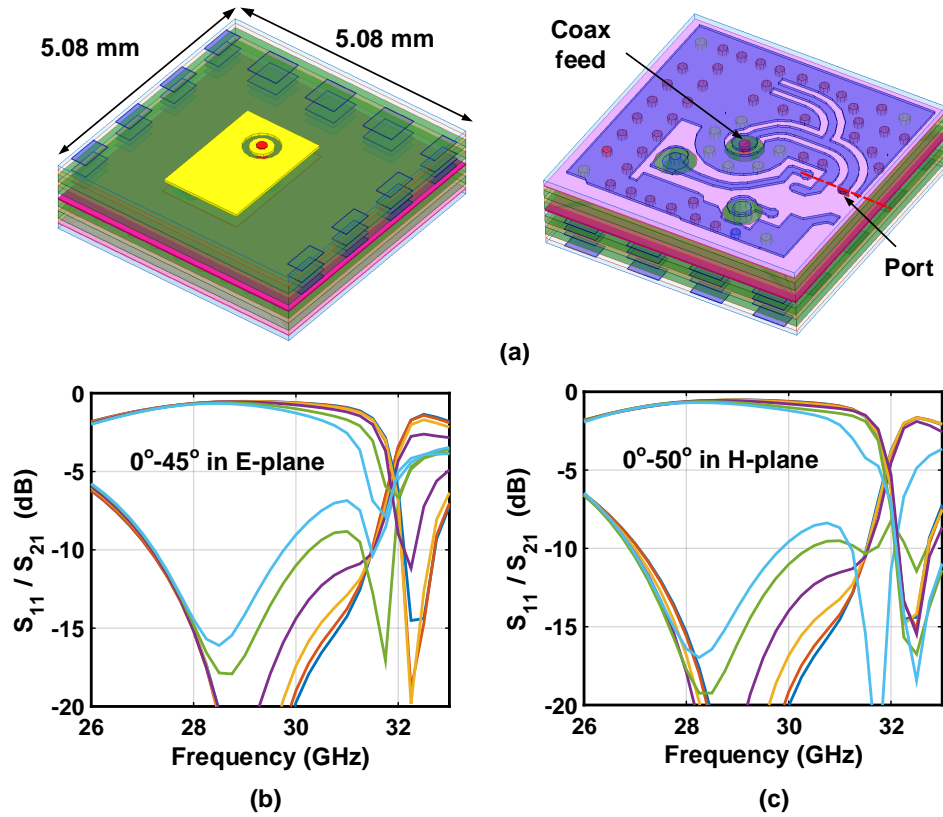 5.08 mm
5.08 mm
Coax
feed
Port
(a)
0°-45° in E-plane
S11 / S21 (dB)
0
-5
-10
-15
-20
26
28
30
32
Frequency (GHz)
(b)
0°-50° in H-plane
S11 / S21 (dB)
0
-5
-10
-15
-20
26
28
30
32
Frequency (GHz)
(c)